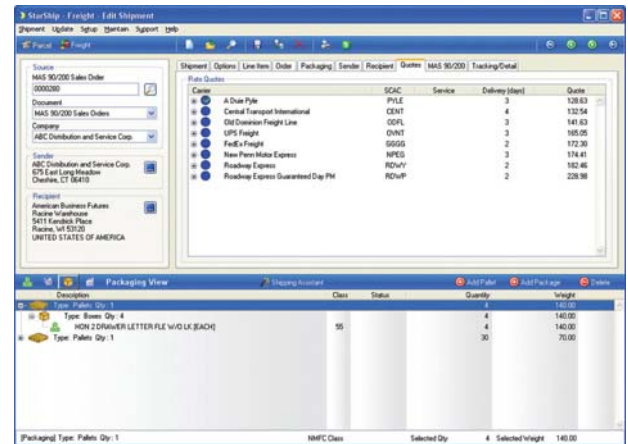 StarShip - Freight - Edit Shipment
Shipment Update Setup Maintain Support Help
Parcel Freight
Source
MAS 90/200 Sales Order
0000280
Document
MAS 90/200 Sales Orders
Company
ABC Distribution and Service Corp.
Sender
ABC Distribution and Service Corp.
675 East Long Meadow
Cheshire, CT 06410
Recipient
American Business Futures
Racine Warehouse
5411 Kendrick Place
Racine, WI 53120
UNITED STATES OF AMERICA
Shipment Options Line Item Order Packaging Sender Recipient Quotes MAS 90/200 Tracking/Detail
Rate Quotes
Carrier SCAC Service Delivery (days) Quote
A Duie Pyle PYLE 3 128.63
Central Transport International CENT 4 132.54
Old Dominion Freight Line ODFL 3 141.63
UPS Freight OVNT 3 165.05
FedEx Freight GGGG 2 172.30
New Penn Motor Express NPEG 3 174.41
Roadway Express RDWY 2 182.46
Roadway Express Guaranteed Day PM RDWP 2 228.98
Packaging View Shipping Assistant Add Pallet Add Package Delete
Description Class Status Quantity Weight
Type: Pallets Qty: 1 4 140.00
Type: Boxes Qty: 4 4 140.00
HON 2 DRAWER LETTER FLE W/O LK [EACH] 55 4 140.00
Type: Pallets Qty: 1 30 70.00
[Packaging] Type: Pallets Qty: 1 NMFC Class Selected Qty 4 Selected Weight 140.00